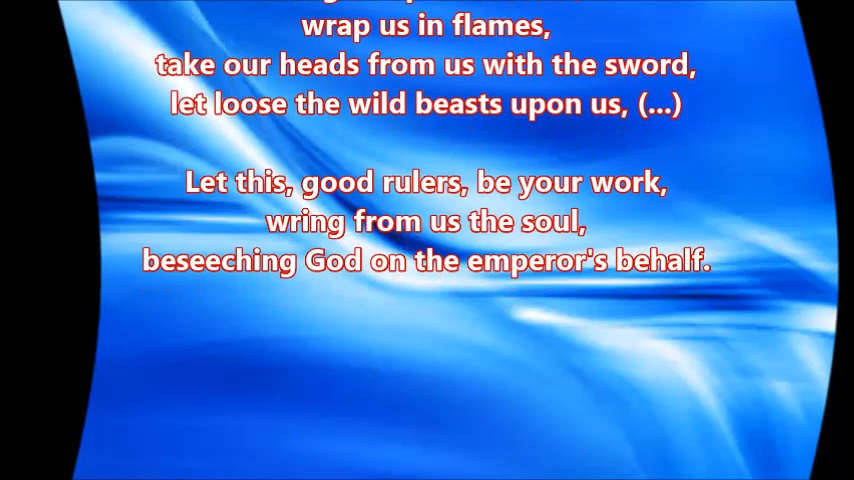 wrap us in flames,
take our heads from us with the sword,
let loose the wild beasts upon us, (...)
Let this, good rulers, be your work,
wring from us the soul,
beseeching God on the emperor's behalf.